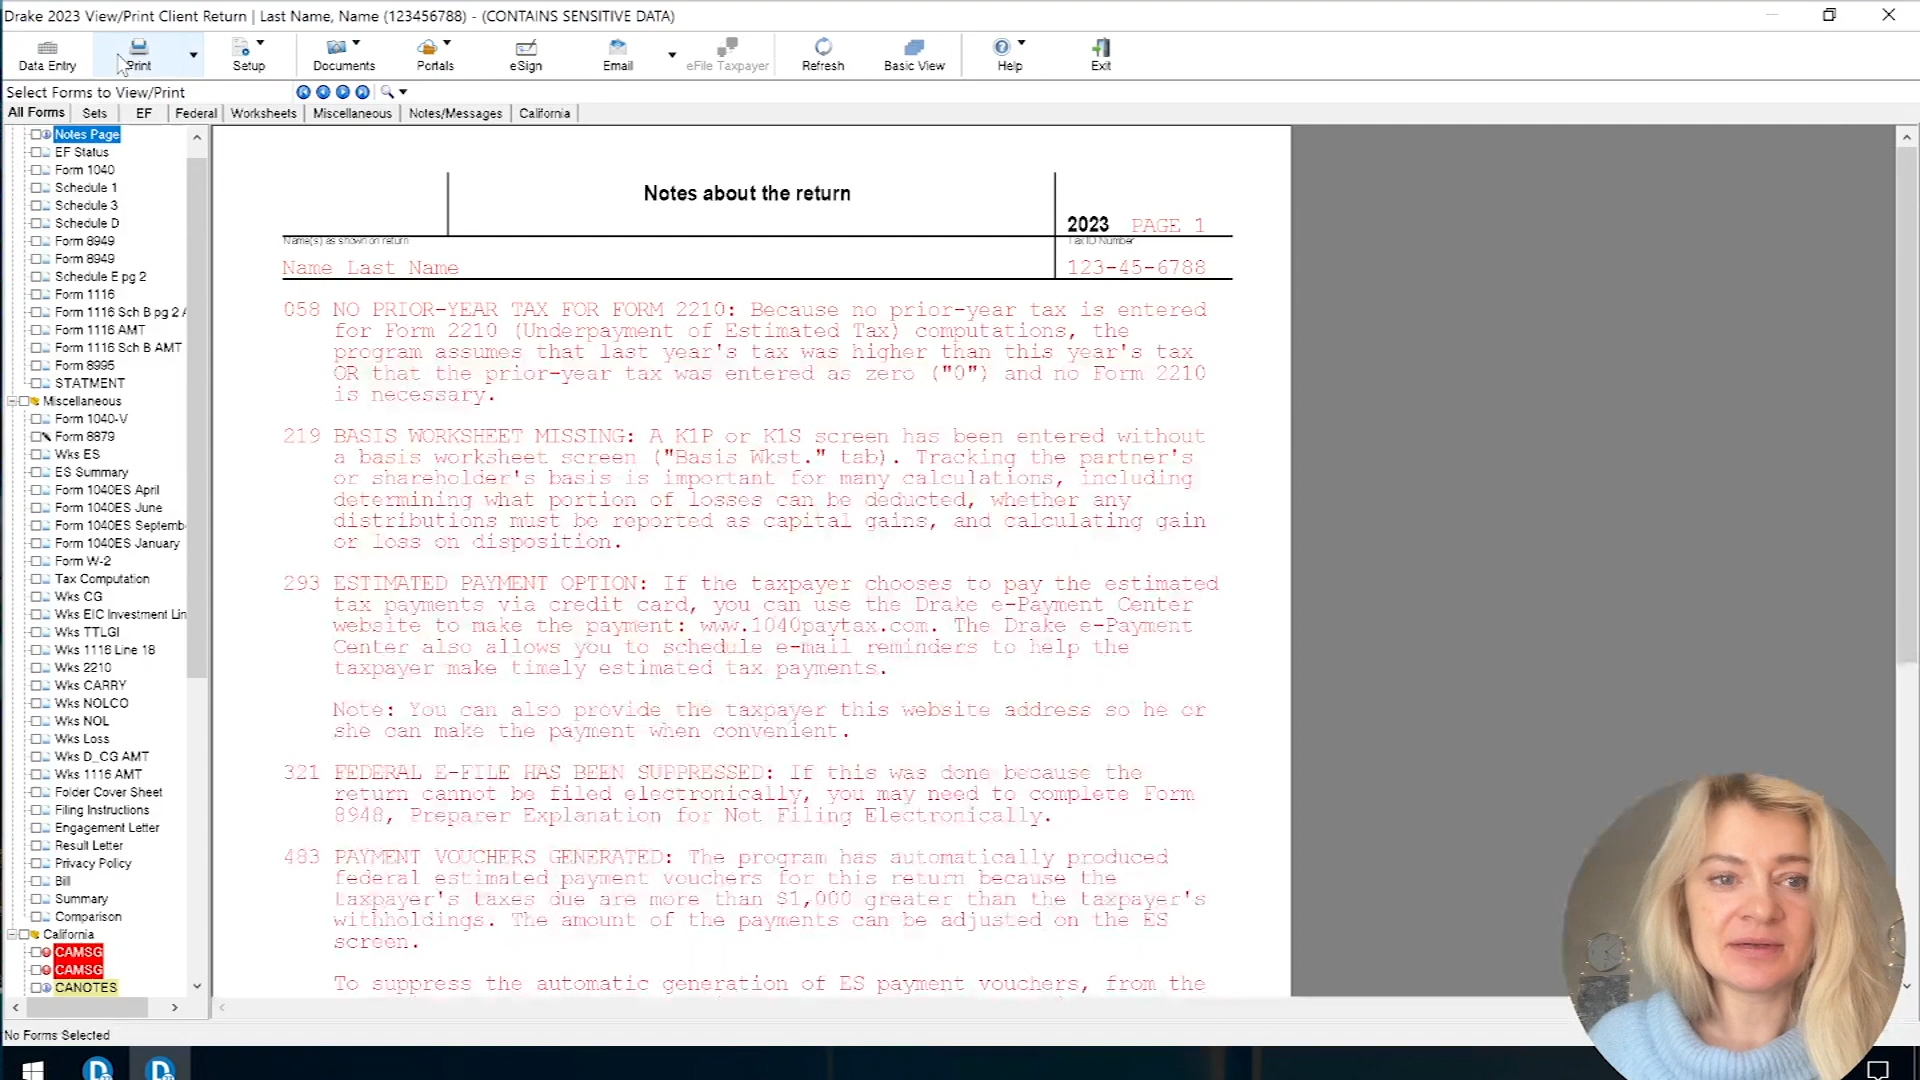 Drake 2023 View/Print Client Return | Last Name, Name (123456788) - (CONTAINS SENSITIVE DATA)
Data Entry
Print
Setup
Documents
Portals
eSign
Email
eFile Taxpayer
Refresh
Basic View
Help
Exit
Select Forms to View/Print
All Forms Sets EF Federal Worksheets Miscellaneous Notes/Messages California
Notes Page
EF Status
Form 1040
Schedule 1
Schedule 3
Schedule D
Form 8949
Form 8949
Schedule E pg 2
Form 1116
Form 1116 Sch B pg 2
Form 1116 AMT
Form 1116 Sch B AMT
Form 8995
STATMENT
Miscellaneous
Form 1040-V
Form 8879
Wks ES
ES Summary
Form 1040ES April
Form 1040ES June
Form 1040ES Septemb
Form 1040ES January
Form W-2
Tax Computation
Wks CG
Wks EIC Investment Lin
Wks TTLGI
Wks 1116 Line 18
Wks 2210
Wks CARRY
Wks NOLCO
Wks NOL
Wks Loss
Wks D_CG AMT
Wks 1116 AMT
Folder Cover Sheet
Filing Instructions
Engagement Letter
Result Letter
Privacy Policy
Bill
Summary
Comparison
California
CAMSG
CAMSG
CANOTES
No Forms Selected
Notes about the return
2023 PAGE 1
Name(s) as shown on return
Tax ID Number
Name Last Name
123-45-6788
058 NO PRIOR-YEAR TAX FOR FORM 2210: Because no prior-year tax is entered
for Form 2210 (Underpayment of Estimated Tax) computations, the
program assumes that last year's tax was higher than this year's tax
OR that the prior-year tax was entered as zero ("0") and no Form 2210
is necessary.
219 BASIS WORKSHEET MISSING: A K1P or K1S screen has been entered without
a basis worksheet screen ("Basis Wkst." tab). Tracking the partner's
or shareholder's basis is important for many calculations, including
determining what portion of losses can be deducted, whether any
distributions must be reported as capital gains, and calculating gain
or loss on disposition.
293 ESTIMATED PAYMENT OPTION: If the taxpayer chooses to pay the estimated
tax payments via credit card, you can use the Drake e-Payment Center
website to make the payment: www.1040paytax.com. The Drake e-Payment
Center also allows you to schedule e-mail reminders to help the
taxpayer make timely estimated tax payments.
Note: You can also provide the taxpayer this website address so he or
she can make the payment when convenient.
321 FEDERAL E-FILE HAS BEEN SUPPRESSED: If this was done because the
return cannot be filed electronically, you may need to complete Form
8948, Preparer Explanation for Not Filing Electronically.
483 PAYMENT VOUCHERS GENERATED: The program has automatically produced
federal estimated payment vouchers for this return because the
taxpayer's taxes due are more than $1,000 greater than the taxpayer's
withholdings. The amount of the payments can be adjusted on the ES
screen.
To suppress the automatic generation of ES payment vouchers, from the